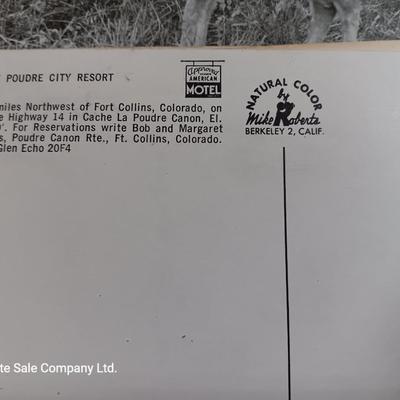 POUDRE CITY RESORT
miles Northwest of Fort Collins, Colorado, on
e Highway 14 in Cache La Poudre Canon, El.
0'. For Reservations write Bob and Margaret
s, Poudre Canon Rte., Ft. Collins, Colorado.
Glen Echo 20F4
Approved
AMERICAN
MOTEL
NATURAL COLOR
by
Mike Roberts
BERKELEY 2, CALIF.
te Sale Company Ltd.